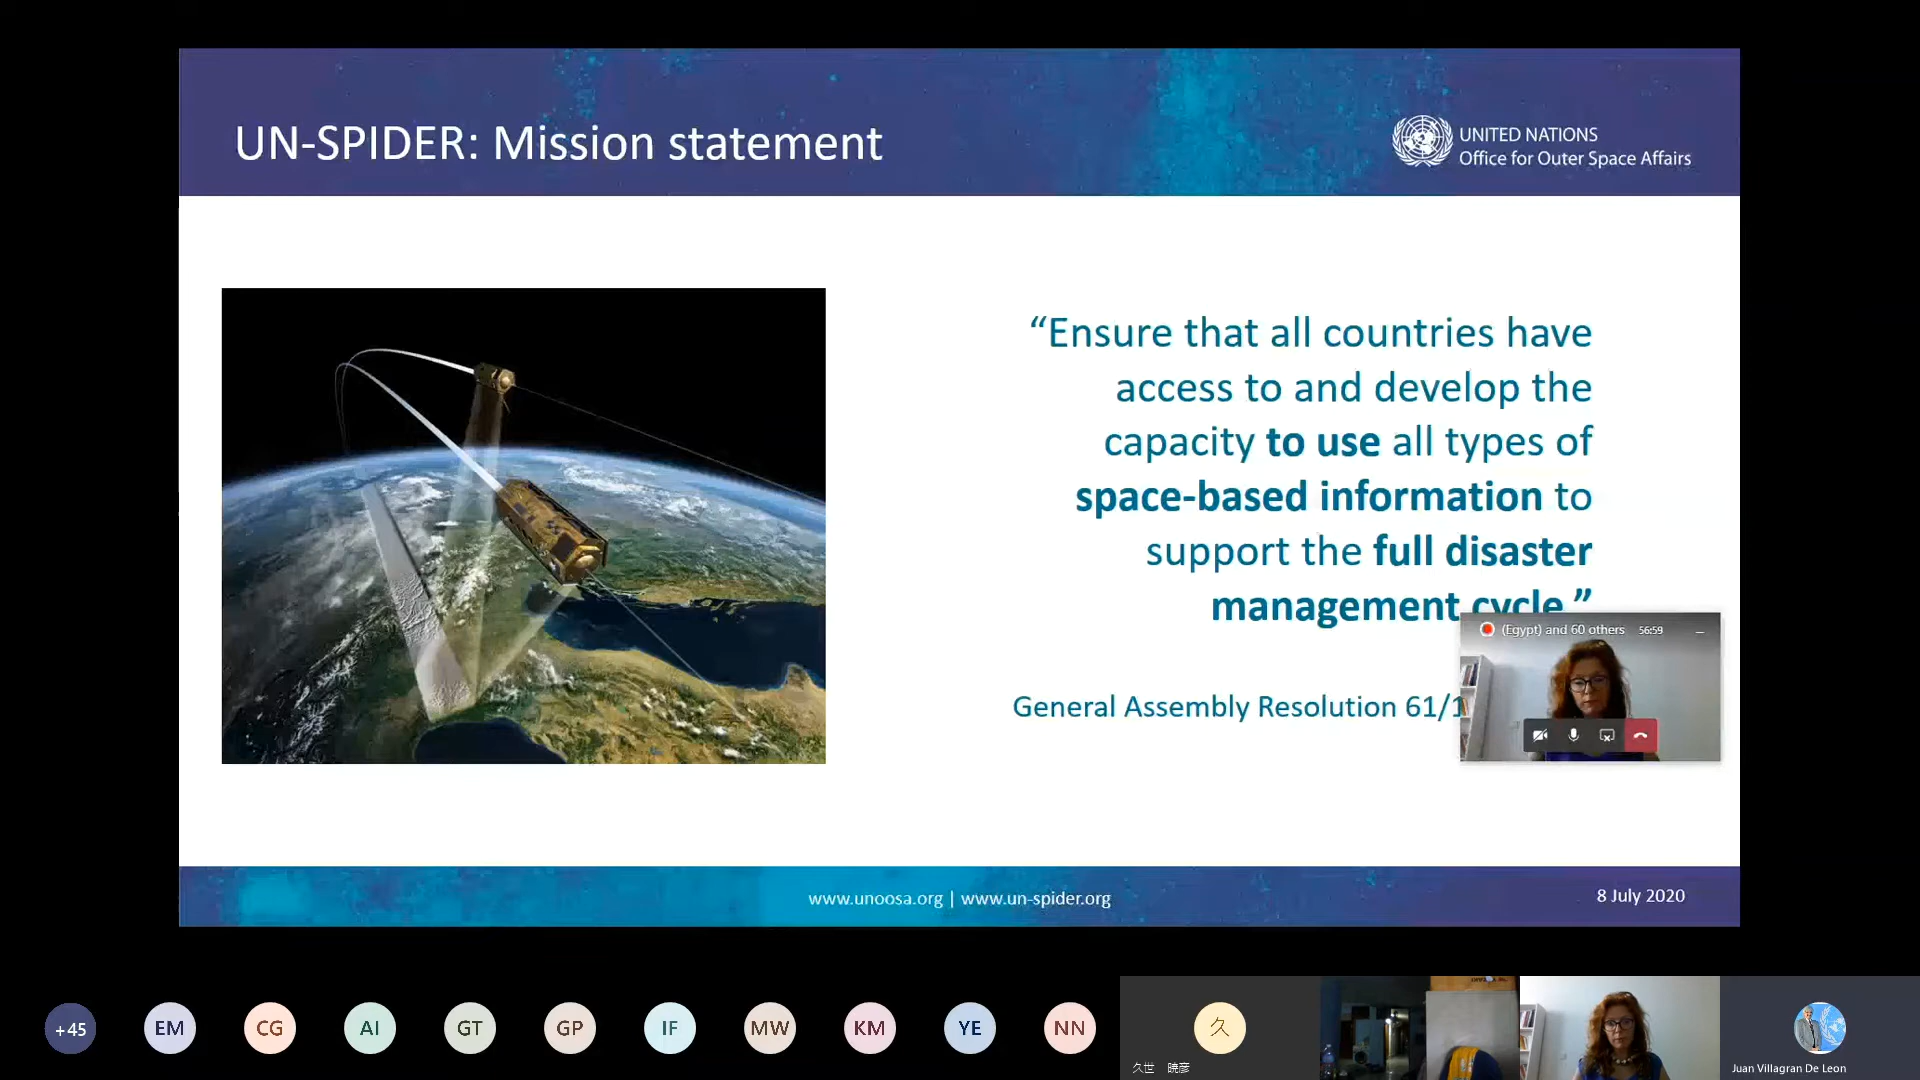 UN-SPIDER: Mission statement
UNITED NATIONS
Office for Outer Space Affairs
“Ensure that all countries have
access to and develop the
capacity to use all types of
space-based information to
support the full disaster
management cycle.”
General Assembly Resolution 61/1
(Egypt) and 60 others 56:59
www.unoosa.org | www.un-spider.org
8 July 2020
+45 EM CG AI GT GP IF MW KM YE NN 久
久世 暁彦
Juan Villagran De Leon